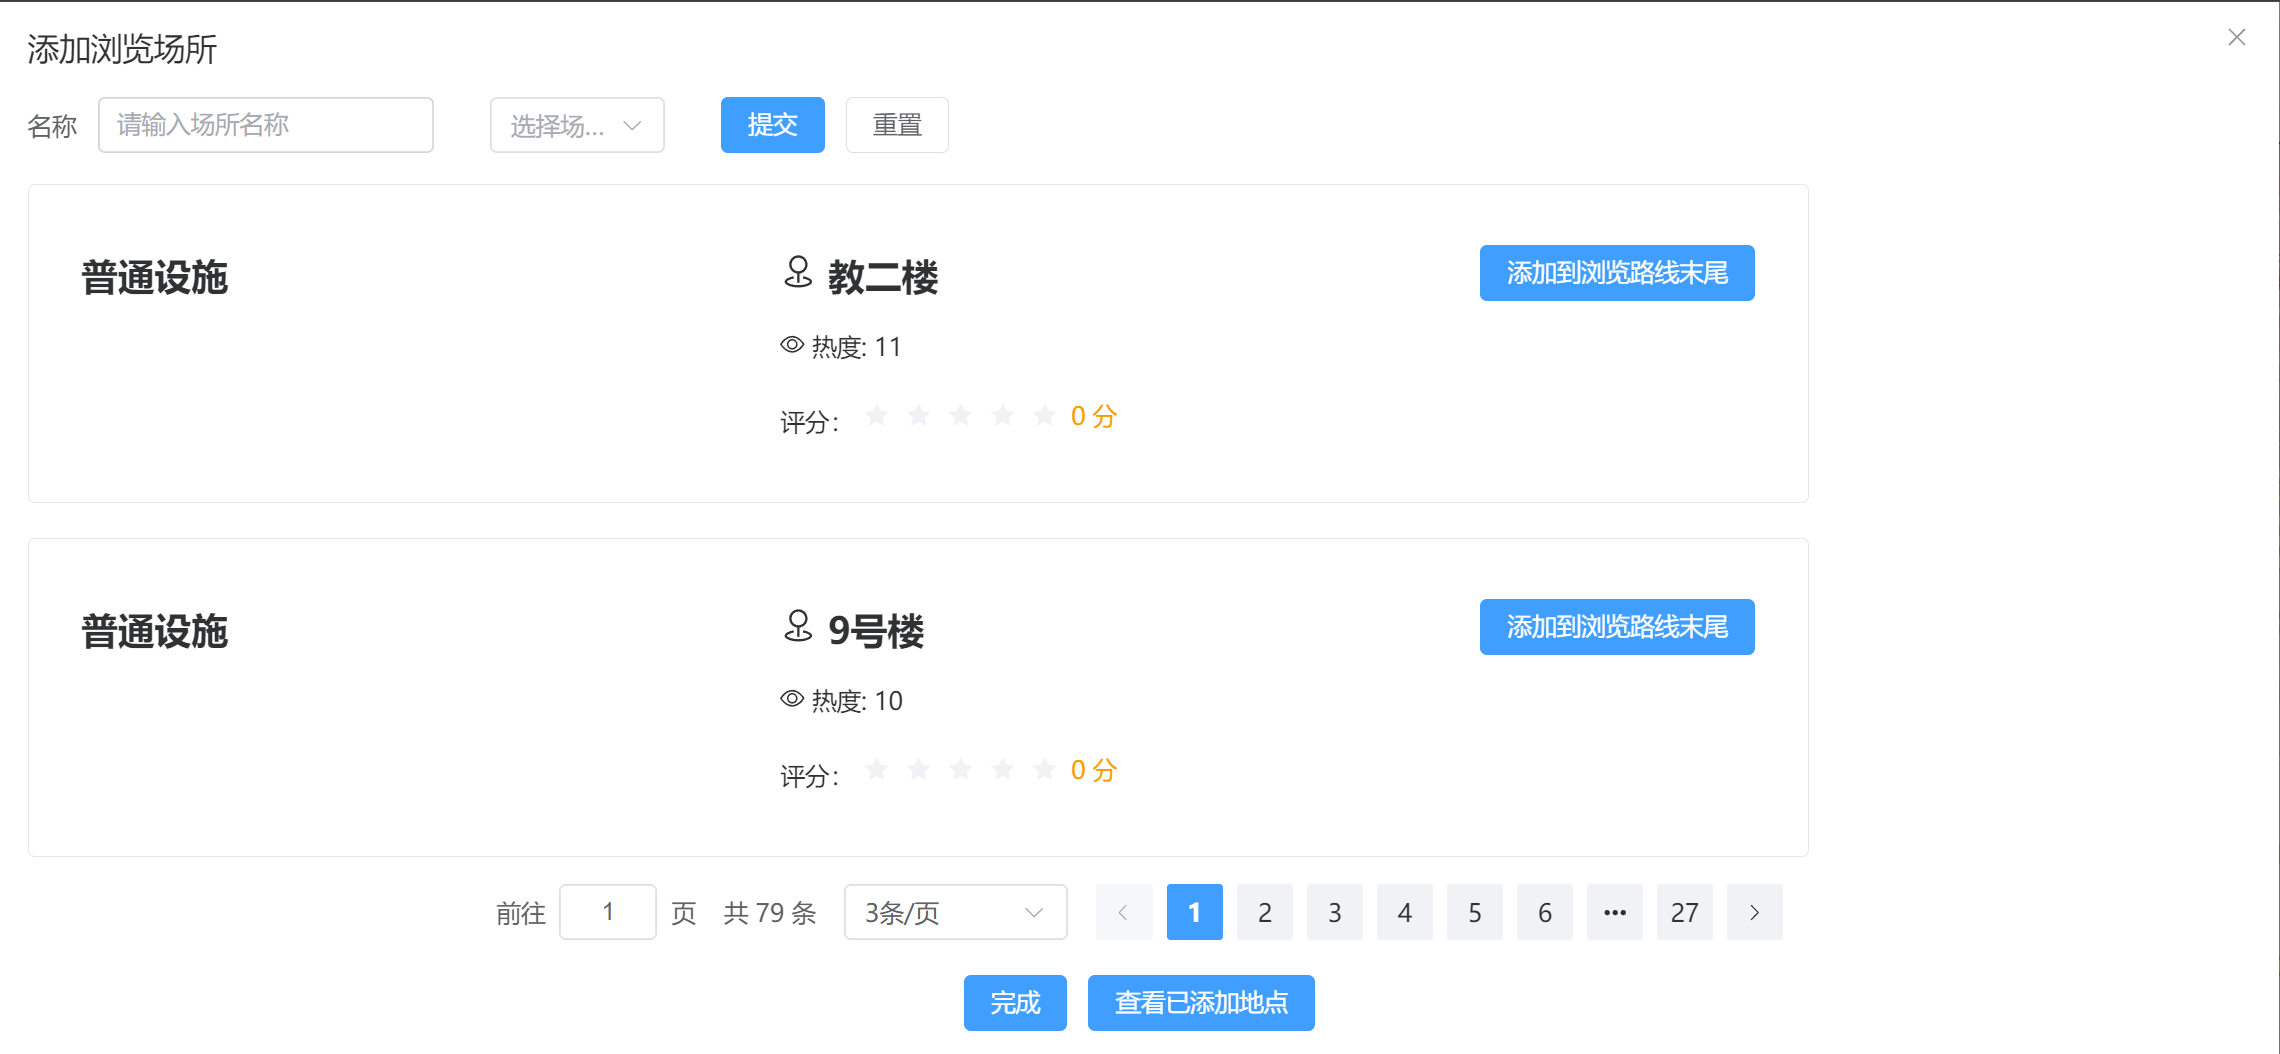 添加浏览场所
名称 请输入场所名称 选择场... 提交 重置
普通设施 教二楼 添加到浏览路线末尾
热度: 11
评分： 0 分
普通设施 9号楼 添加到浏览路线末尾
热度: 10
评分： 0 分
前往 1 页 共 79 条 3条/页 1 2 3 4 5 6 ••• 27
完成 查看已添加地点